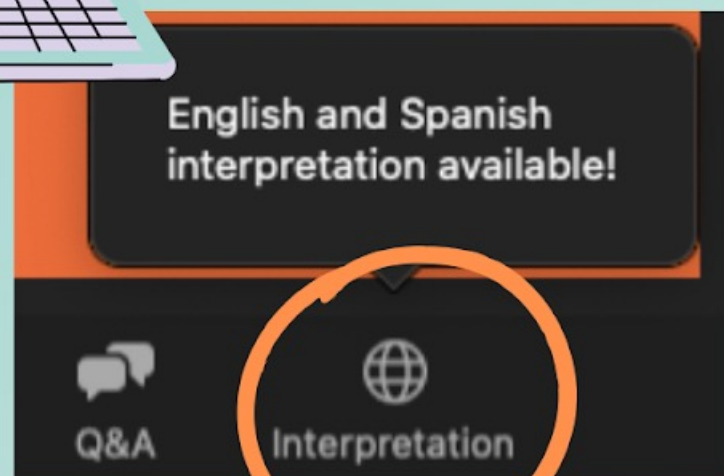 English and Spanish
interpretation available!
Q&A
Interpretation